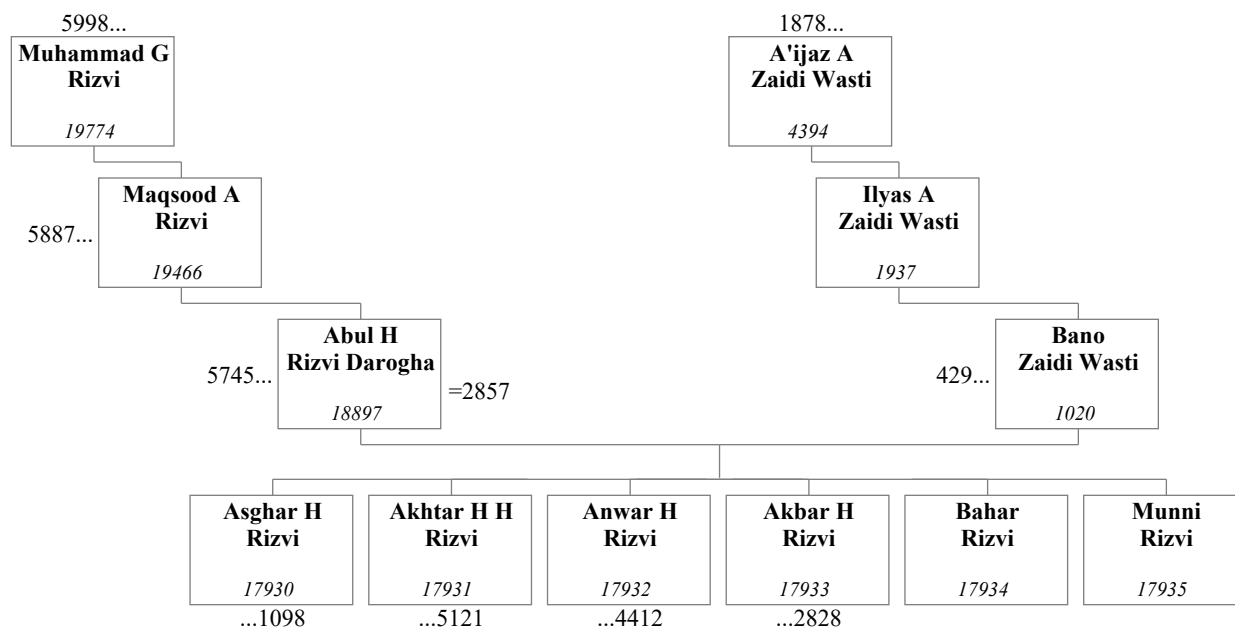 5998...
Muhammad G
Rizvi
19774
1878...
A'ijaz A
Zaidi Wasti
4394
5887...
Maqsood A
Rizvi
19466
Ilyas A
Zaidi Wasti
1937
5745...
Abul H
Rizvi Darogha
18897
=2857
429...
Bano
Zaidi Wasti
1020
Asghar H
Rizvi
17930
...1098
Akhtar H H
Rizvi
17931
...5121
Anwar H
Rizvi
17932
...4412
Akbar H
Rizvi
17933
...2828
Bahar
Rizvi
17934
Munni
Rizvi
17935